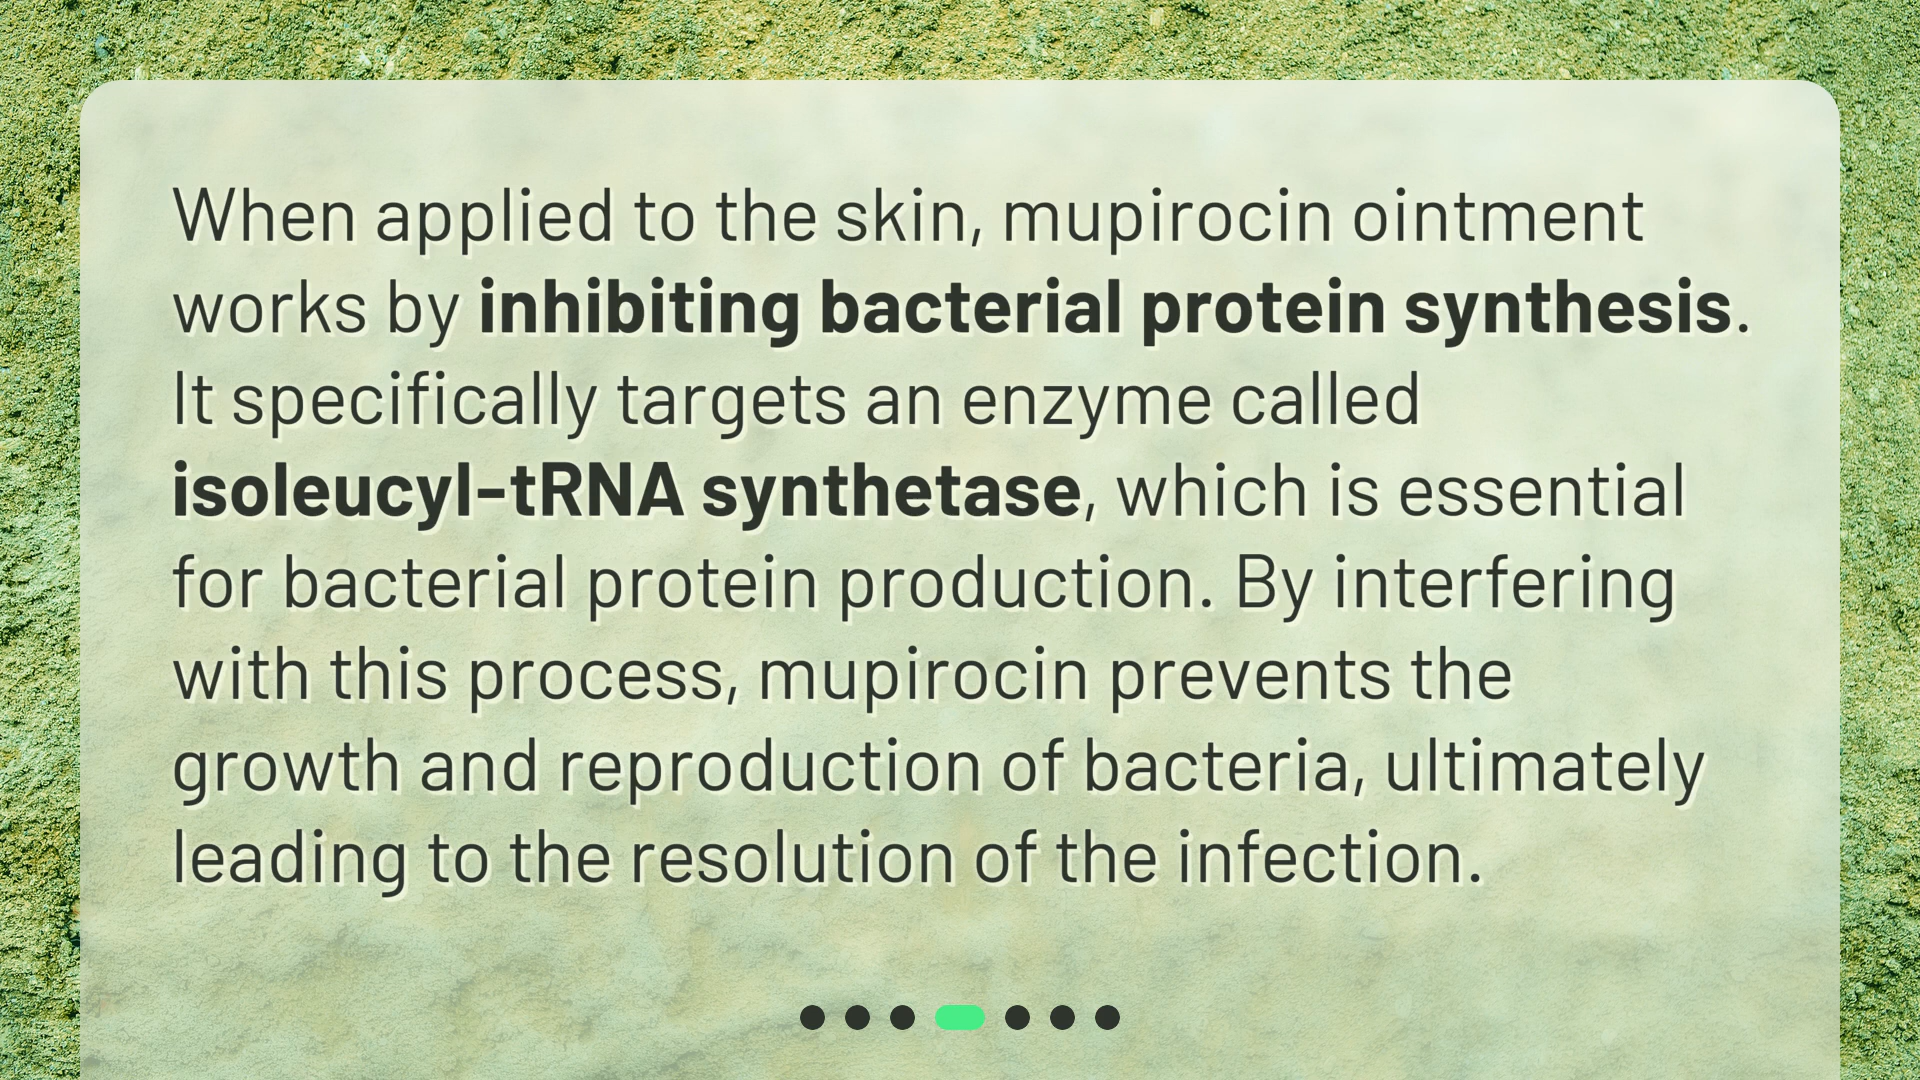 When applied to the skin, mupirocin ointment
works by inhibiting bacterial protein synthesis.
It specifically targets an enzyme called
isoleucyl-tRNA synthetase, which is essential
for bacterial protein production. By interfering
with this process, mupirocin prevents the
growth and reproduction of bacteria, ultimately
leading to the resolution of the infection.